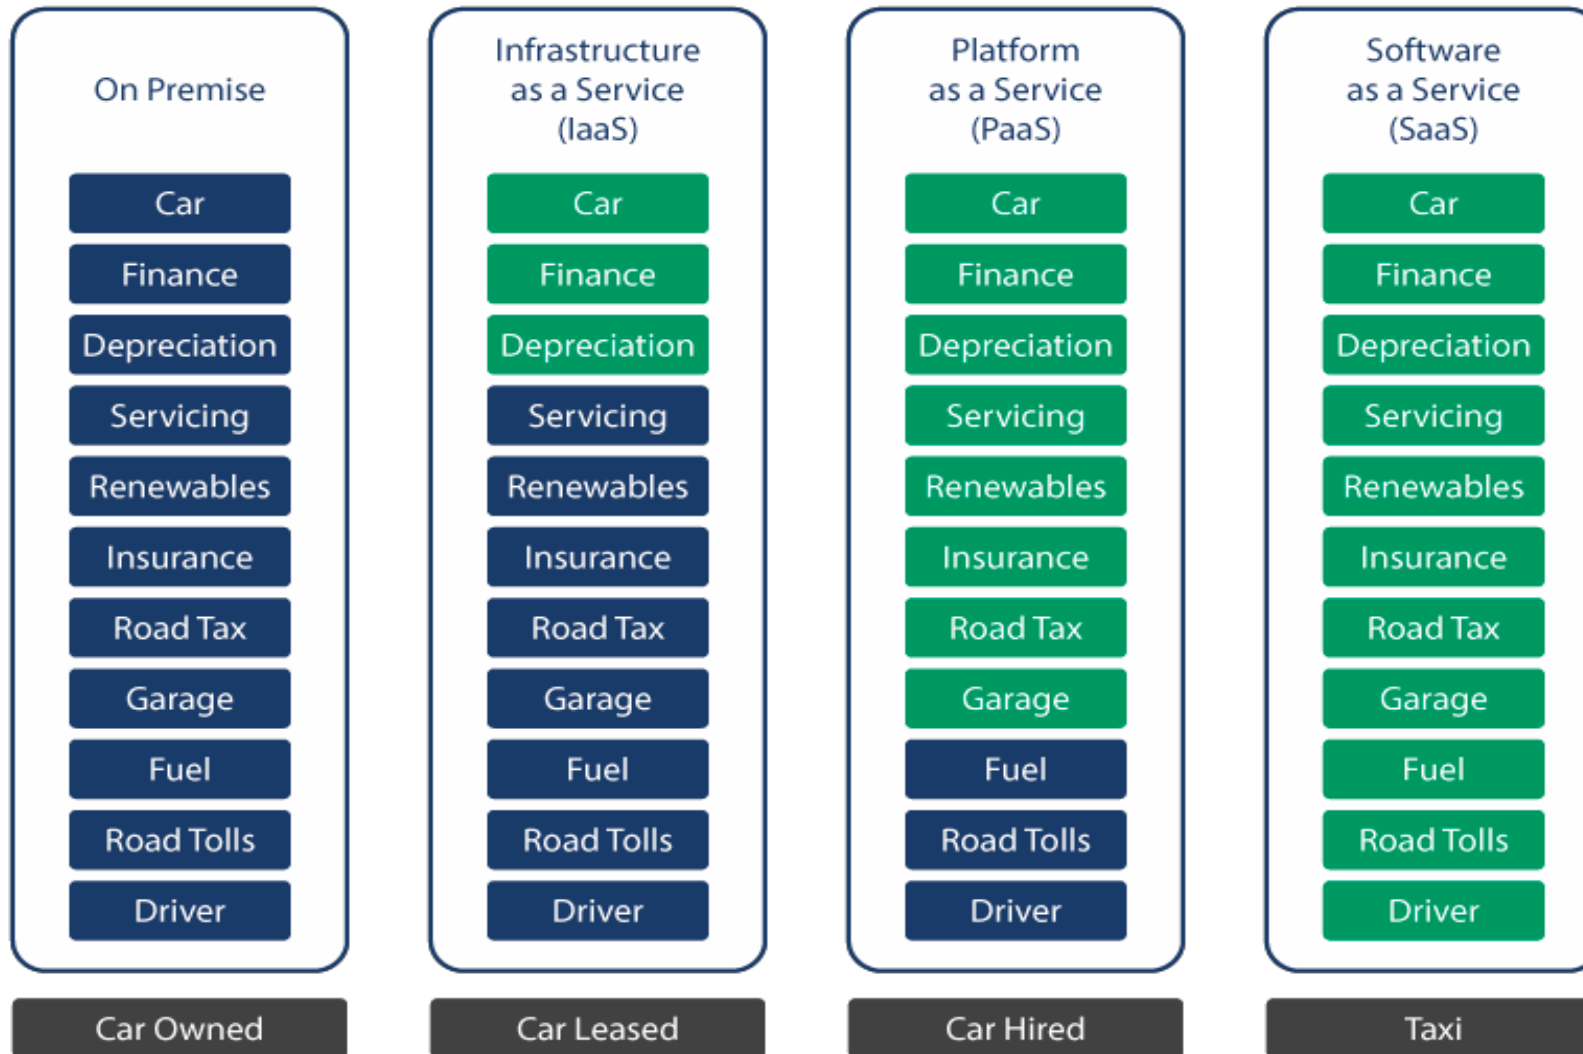 On Premise
Car
Finance
Depreciation
Servicing
Renewables
Insurance
Road Tax
Garage
Fuel
Road Tolls
Driver
Car Owned
Infrastructure
as a Service
(IaaS)
Car
Finance
Depreciation
Servicing
Renewables
Insurance
Road Tax
Garage
Fuel
Road Tolls
Driver
Car Leased
Platform
as a Service
(PaaS)
Car
Finance
Depreciation
Servicing
Renewables
Insurance
Road Tax
Garage
Fuel
Road Tolls
Driver
Car Hired
Software
as a Service
(SaaS)
Car
Finance
Depreciation
Servicing
Renewables
Insurance
Road Tax
Garage
Fuel
Road Tolls
Driver
Taxi